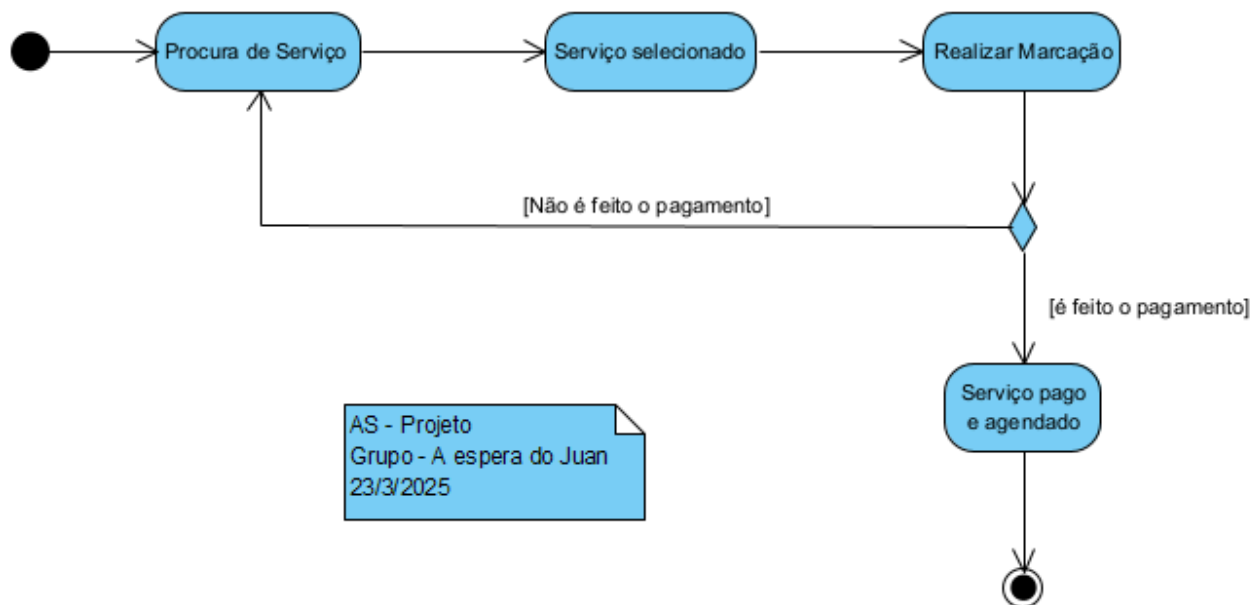 Procura de Serviço
Serviço selecionado
Realizar Marcação
[Não é feito o pagamento]
[é feito o pagamento]
Serviço pago
e agendado
AS - Projeto
Grupo - A espera do Juan
23/3/2025